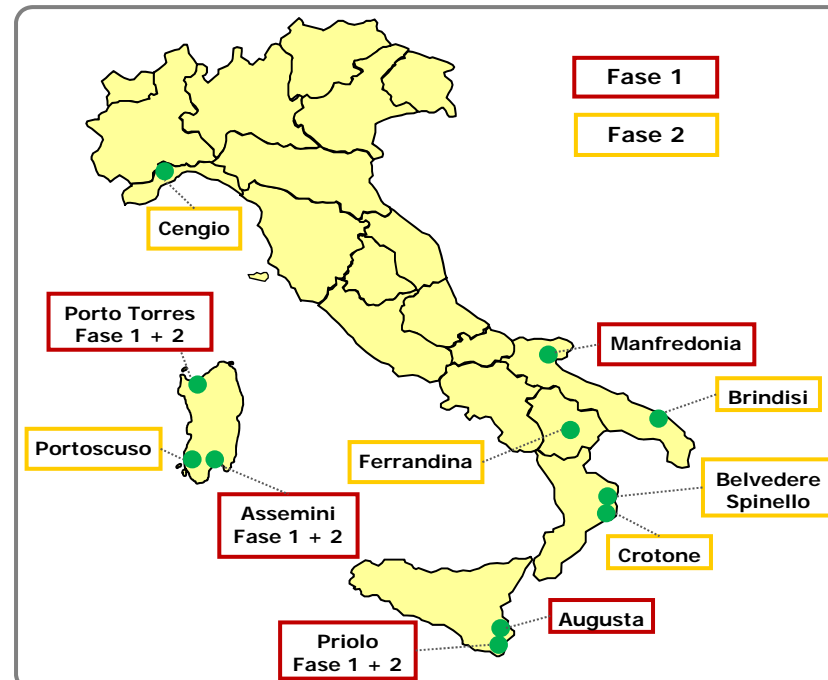 Fase 1
Fase 2
Cengio
Porto Torres
Fase 1 + 2
Manfredonia
Brindisi
Portoscuso
Ferrandina
Belvedere
Spinello
Assemini
Fase 1 + 2
Crotone
Augusta
Priolo
Fase 1 + 2